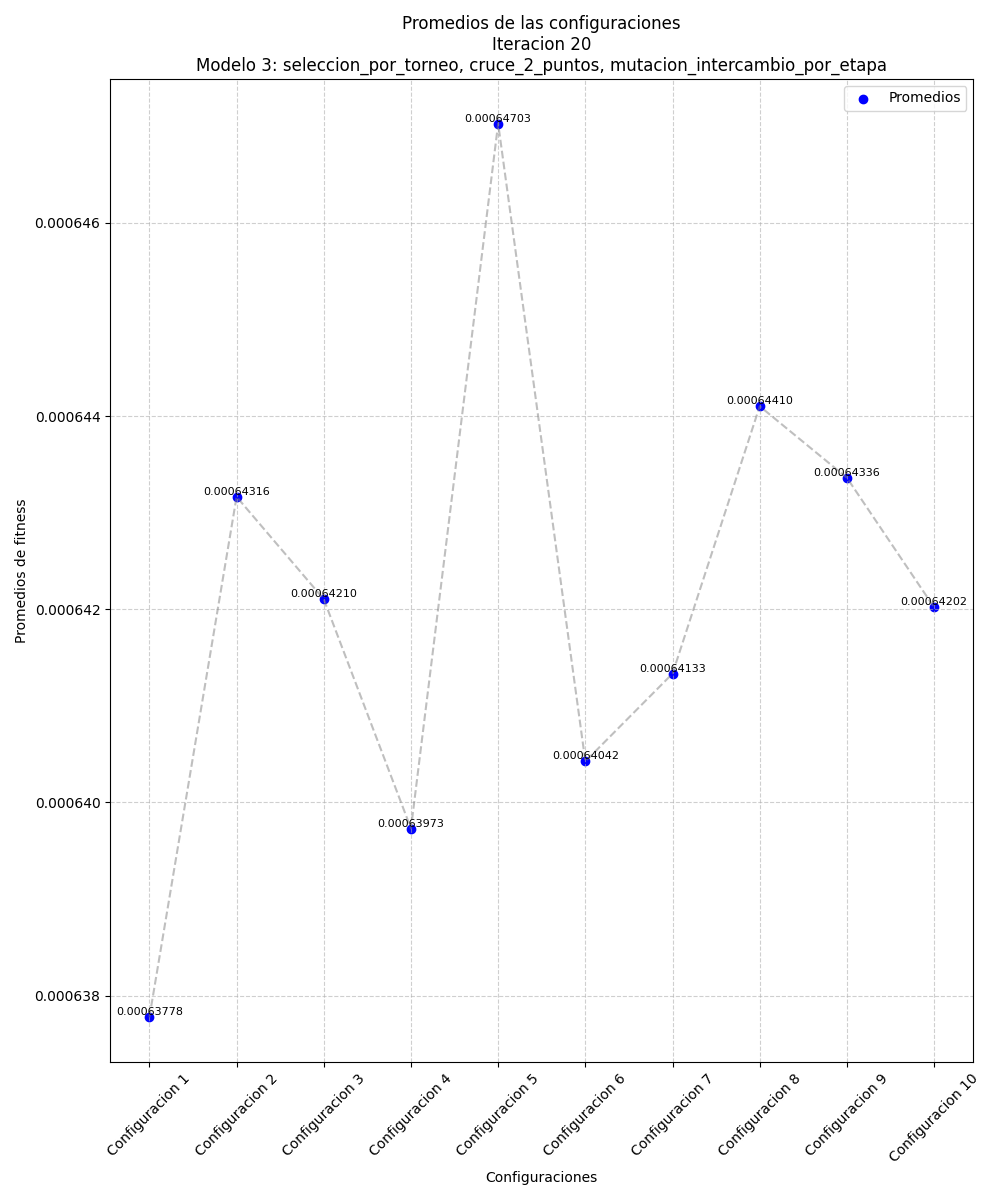 Promedios de las configuraciones
Iteracion 20
Modelo 3: seleccion_por_torneo, cruce_2_puntos, mutacion_intercambio_por_etapa
Promedios
0.00064703
0.000646
0.00064410
0.000644
0.00064336
0.00064316
0.00064210
0.00064202
0.000642
0.00064133
0.00064042
0.000640
0.00063973
0.000638
0.00063778
Promedios de fitness
Configuracion 1
Configuracion 2
Configuracion 3
Configuracion 4
Configuracion 5
Configuracion 6
Configuracion 7
Configuracion 8
Configuracion 9
Configuracion 10
Configuraciones